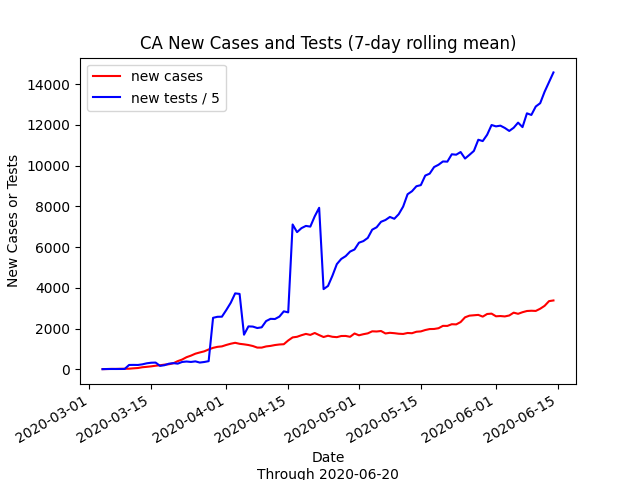 CA New Cases and Tests (7-day rolling mean)
new cases
new tests / 5
14000
12000
10000
8000
6000
4000
2000
0
New Cases or Tests
2020-03-01
2020-03-15
2020-04-01
2020-04-15
2020-05-01
2020-05-15
2020-06-01
2020-06-15
Date
Through 2020-06-20